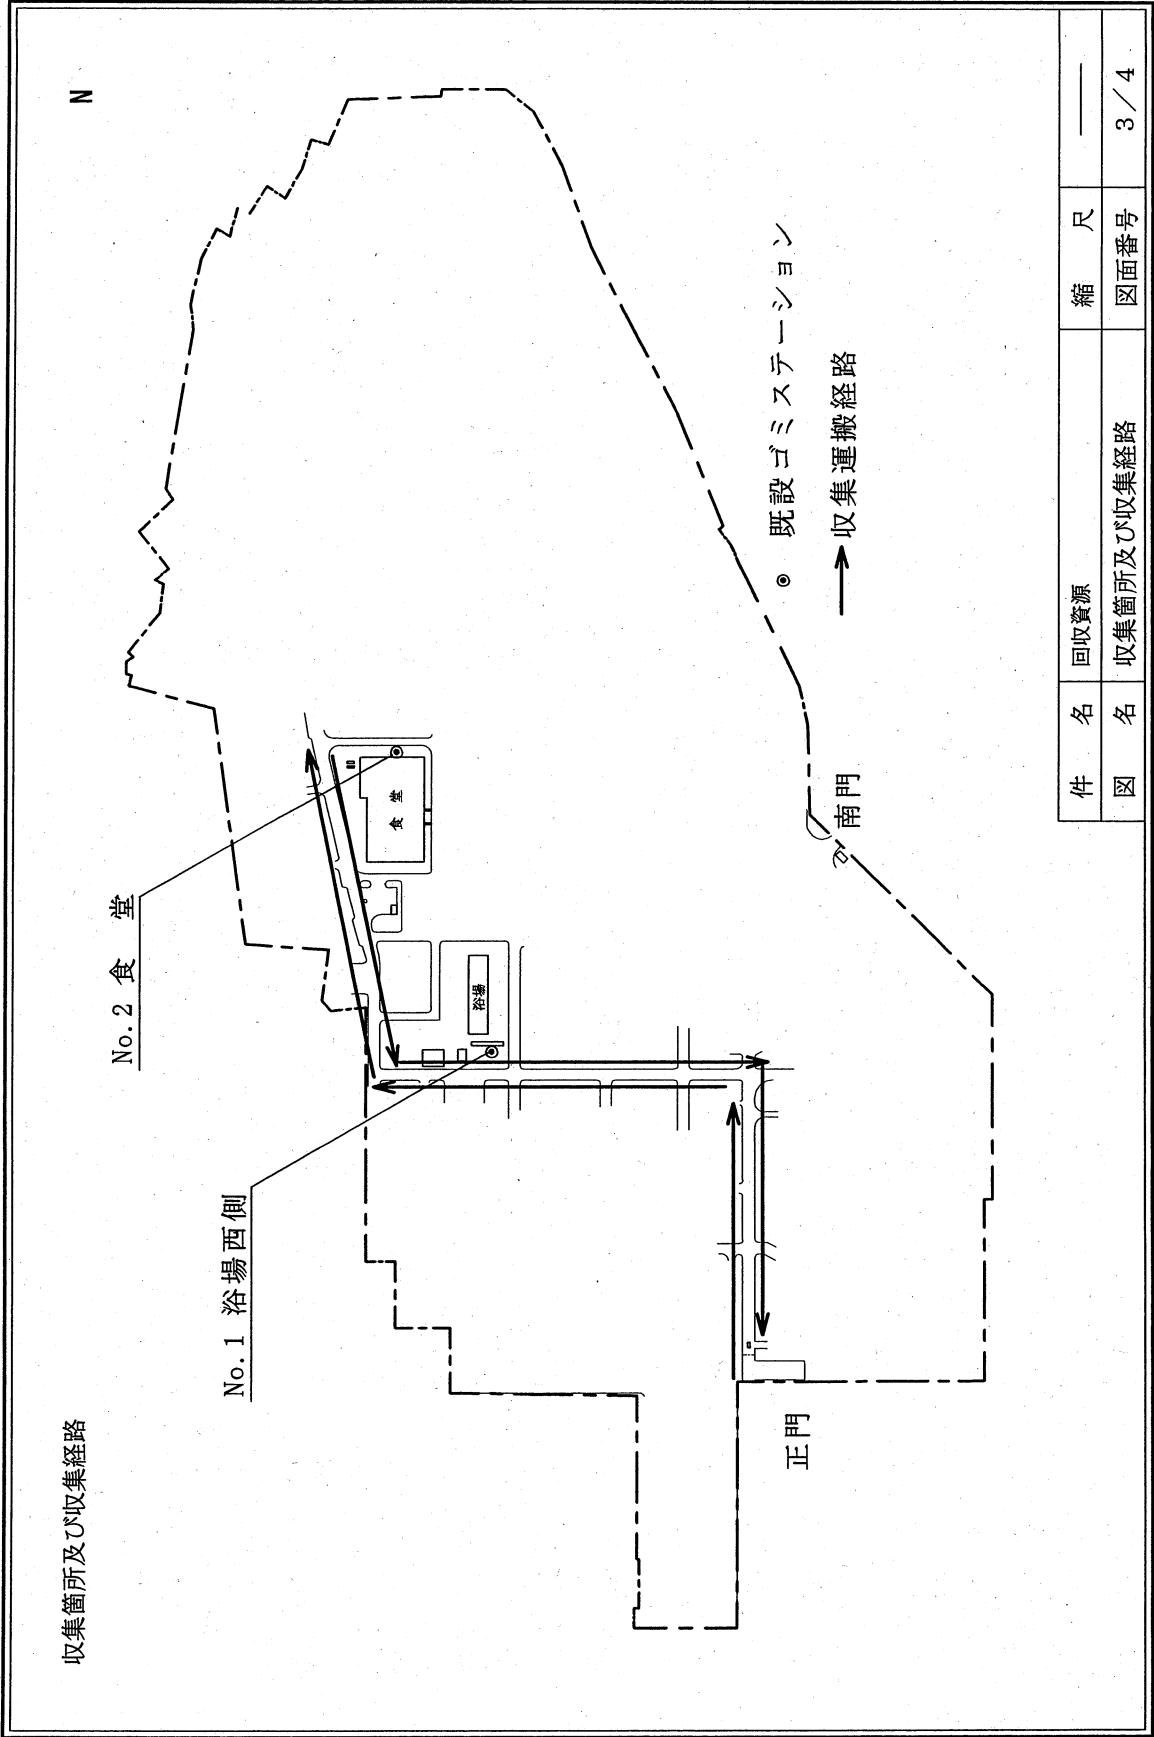 収集箇所及び収集経路
N
No.2 食 堂
No.1 浴場西側
食 堂
浴場
既設ゴミステーション
収集運搬経路
南門
正門
件 名 回収資源 縮 尺 ―
図 名 収集箇所及び収集経路 図面番号 3/4